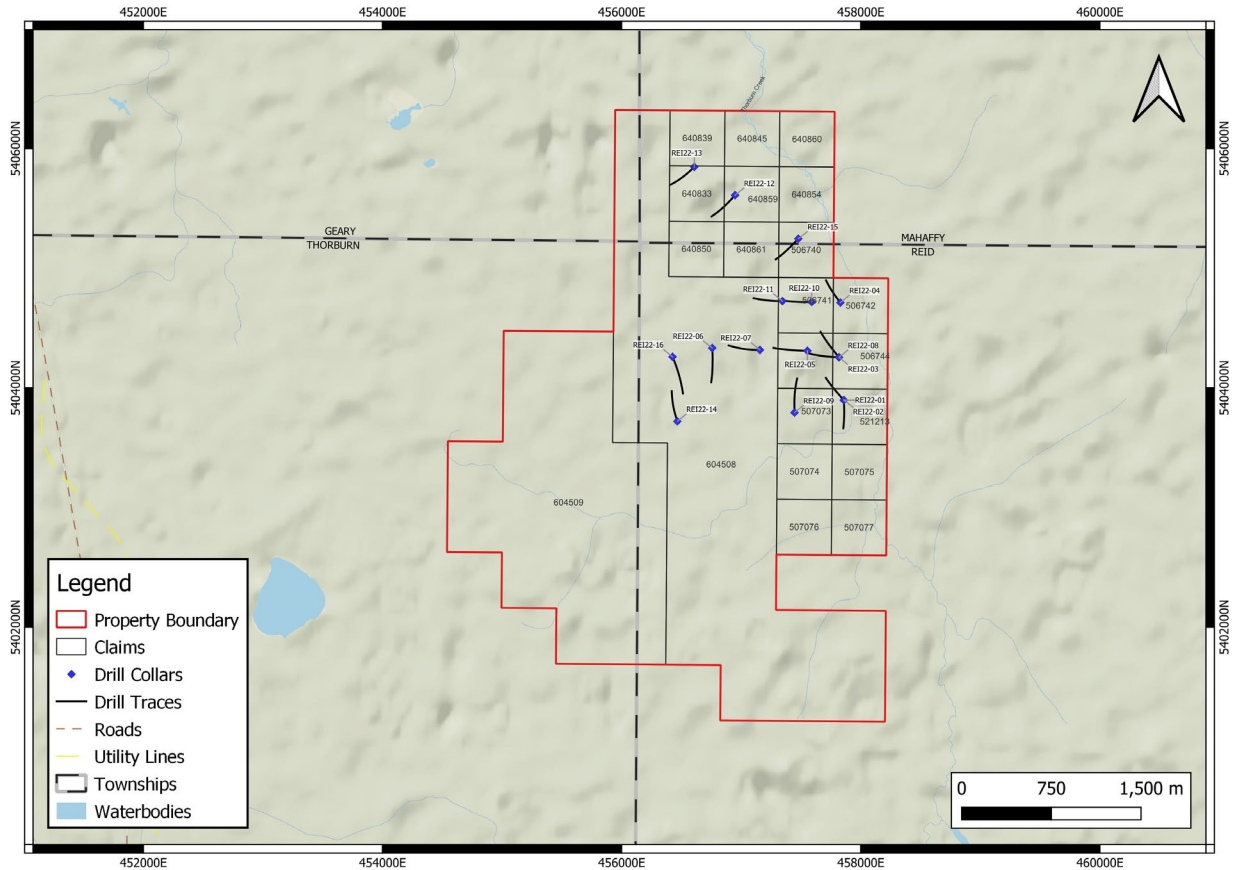 452000E
454000E
456000E
458000E
460000E
Thorburn Creek
5406000N
5406000N
640839
640845
640860
REI22-13
REI22-12
640833
640859
640854
REI22-15
GEARY
THORBURN
MAHAFFY
REID
640850
640861
506740
REI22-11
REI22-10
REI22-04
506741
506742
REI22-06
REI22-07
REI22-16
REI22-08
506744
REI22-05
REI22-03
5404000N
5404000N
REI22-14
REI22-09
REI22-01
507073
REI22-02
521213
604508
507074
507075
604509
507076
507077
5402000N
5402000N
Legend
Property Boundary
Claims
Drill Collars
Drill Traces
Roads
Utility Lines
Townships
Waterbodies
0 750 1,500 m
452000E
454000E
456000E
458000E
460000E